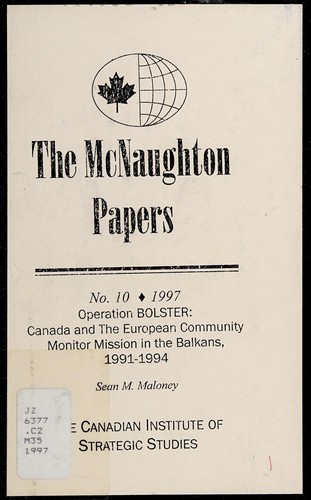 The McNaughton
Papers
No. 10 ♦ 1997
Operation BOLSTER:
Canada and The European Community
Monitor Mission in the Balkans,
1991-1994
Sean M. Maloney
E CANADIAN INSTITUTE OF
STRATEGIC STUDIES
JZ
6377
.C2
M35
1997